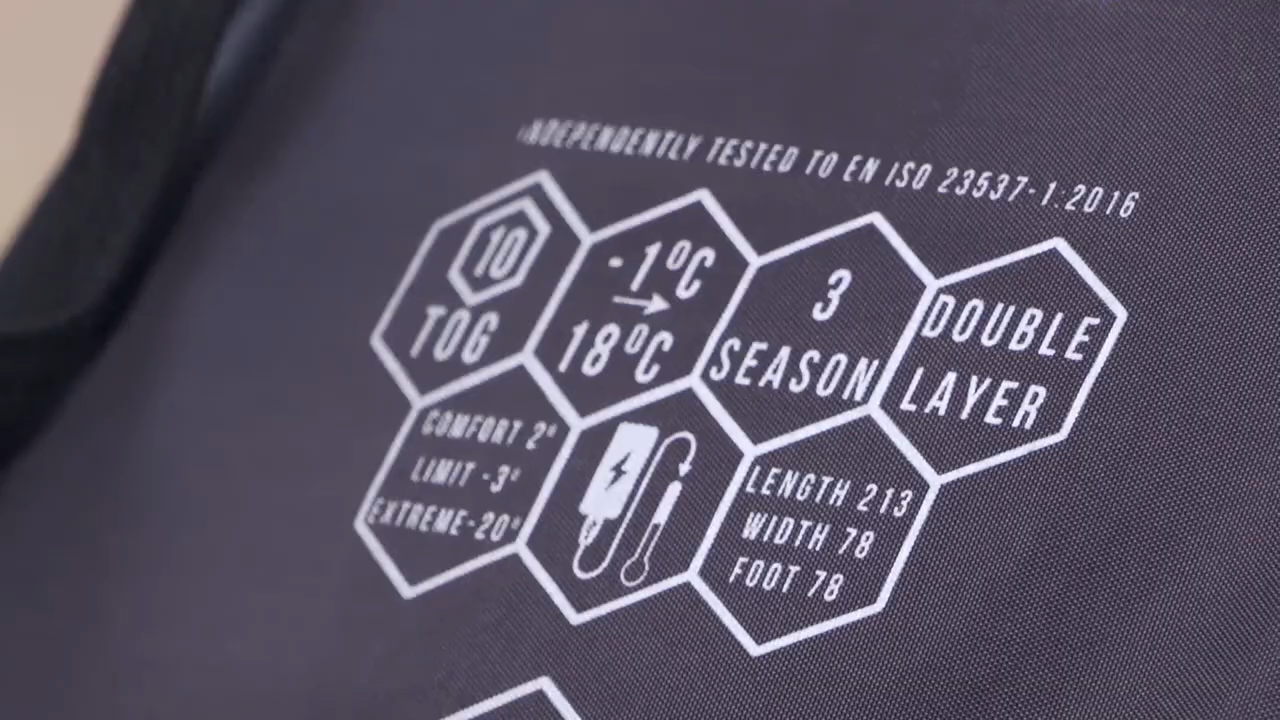 INDEPENDENTLY TESTED TO EN ISO 23537-1:2016
10
TOG
-1°C
18°C
3
SEASON
DOUBLE
LAYER
COMFORT 2°
LIMIT -3°
EXTREME-20°
LENGTH 213
WIDTH 78
FOOT 78